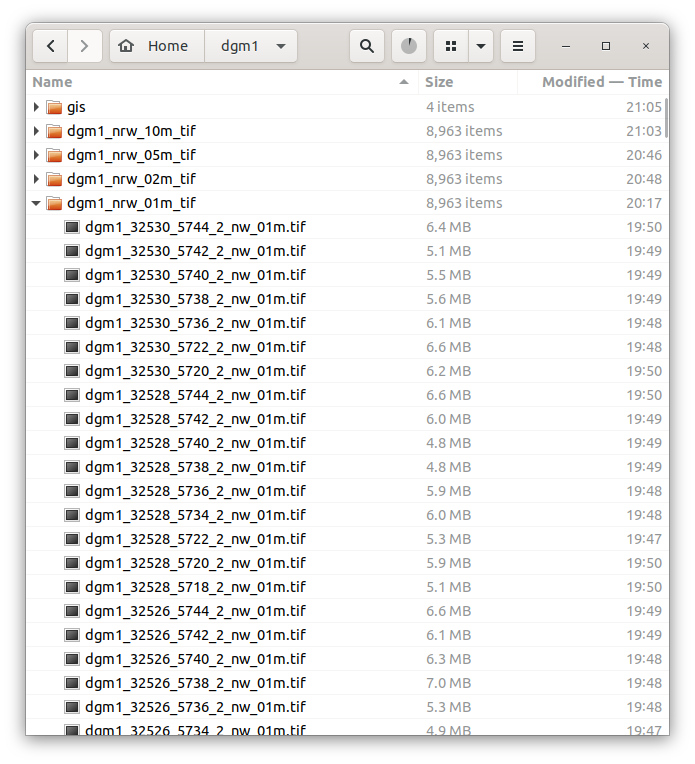 Home dgm1
Name Size Modified — Time
gis 4 items 21:05
dgm1_nrw_10m_tif 8,963 items 21:03
dgm1_nrw_05m_tif 8,963 items 20:46
dgm1_nrw_02m_tif 8,963 items 20:48
dgm1_nrw_01m_tif 8,963 items 20:17
dgm1_32530_5744_2_nw_01m.tif 6.4 MB 19:50
dgm1_32530_5742_2_nw_01m.tif 5.1 MB 19:49
dgm1_32530_5740_2_nw_01m.tif 5.5 MB 19:49
dgm1_32530_5738_2_nw_01m.tif 5.6 MB 19:49
dgm1_32530_5736_2_nw_01m.tif 6.1 MB 19:48
dgm1_32530_5722_2_nw_01m.tif 6.6 MB 19:48
dgm1_32530_5720_2_nw_01m.tif 6.2 MB 19:50
dgm1_32528_5744_2_nw_01m.tif 6.6 MB 19:50
dgm1_32528_5742_2_nw_01m.tif 6.0 MB 19:49
dgm1_32528_5740_2_nw_01m.tif 4.8 MB 19:49
dgm1_32528_5738_2_nw_01m.tif 4.8 MB 19:49
dgm1_32528_5736_2_nw_01m.tif 5.9 MB 19:48
dgm1_32528_5734_2_nw_01m.tif 6.0 MB 19:48
dgm1_32528_5722_2_nw_01m.tif 5.3 MB 19:47
dgm1_32528_5720_2_nw_01m.tif 5.9 MB 19:50
dgm1_32528_5718_2_nw_01m.tif 5.1 MB 19:50
dgm1_32526_5744_2_nw_01m.tif 6.6 MB 19:49
dgm1_32526_5742_2_nw_01m.tif 6.1 MB 19:49
dgm1_32526_5740_2_nw_01m.tif 6.3 MB 19:48
dgm1_32526_5738_2_nw_01m.tif 7.0 MB 19:48
dgm1_32526_5736_2_nw_01m.tif 5.3 MB 19:48
dgm1_32526_5734_2_nw_01m.tif 4.9 MB 19:47